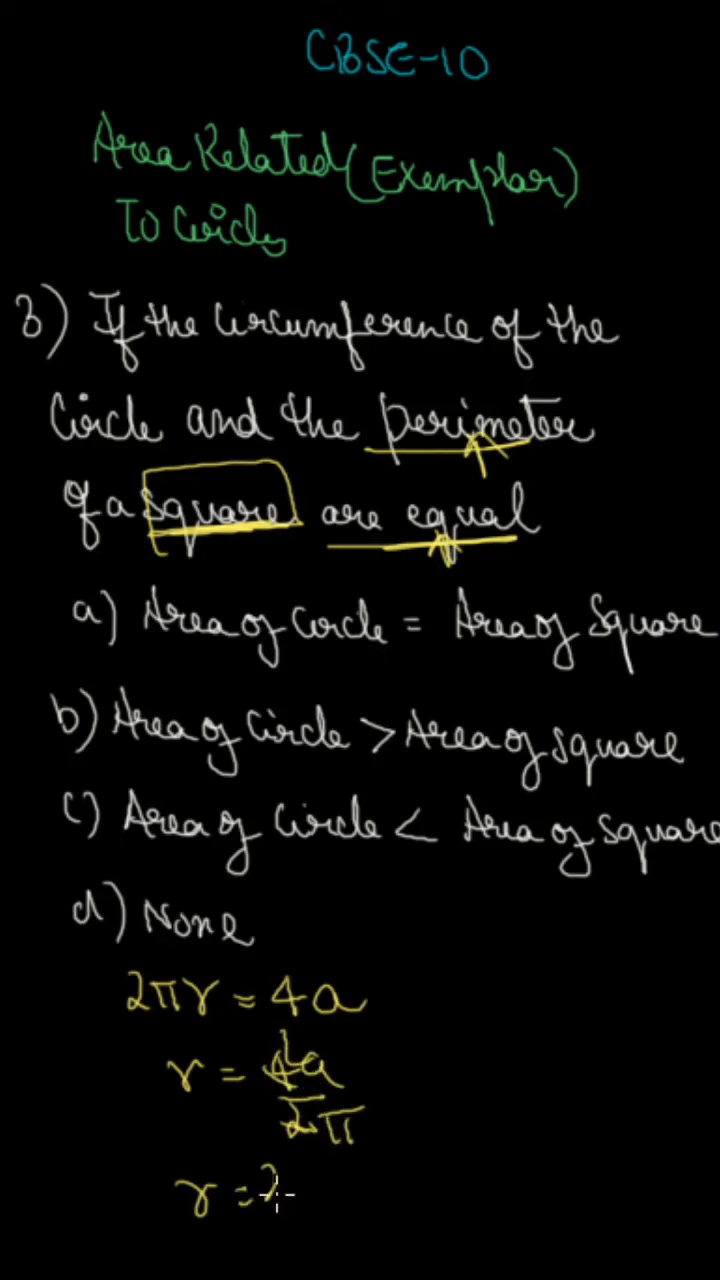 CBSE-10
Area Related (Exemplar)
To Circles
3) If the Circumference of the
Circle and the perimeter
of a square are equal
a) Area of Circle = Area of Square
b) Area of Circle > Area of square
c) Area of Circle < Area of Square
d) None
2πr = 4a
r = 4a
2π
r = 2